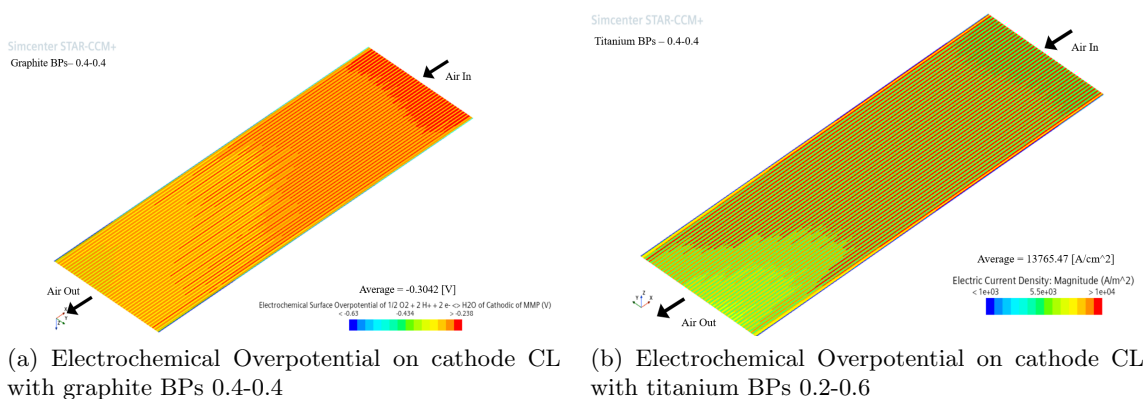 Simcenter STAR-CCM+
Graphite BPs– 0.4-0.4
Air In
Air Out
Average = -0.3042 [V]
Electrochemical Surface Overpotential of 1/2 O2 + 2 H+ + 2 e- <> H2O of Cathodic of MMP (V)
< -0.63 -0.434 > -0.238
Simcenter STAR-CCM+
Titanium BPs – 0.4-0.4
Air In
Air Out
Average = 13765.47 [A/cm^2]
Electric Current Density: Magnitude (A/m^2)
< 1e+03 5.5e+03 > 1e+04
(a) Electrochemical Overpotential on cathode CL
with graphite BPs 0.4-0.4
(b) Electrochemical Overpotential on cathode CL
with titanium BPs 0.2-0.6